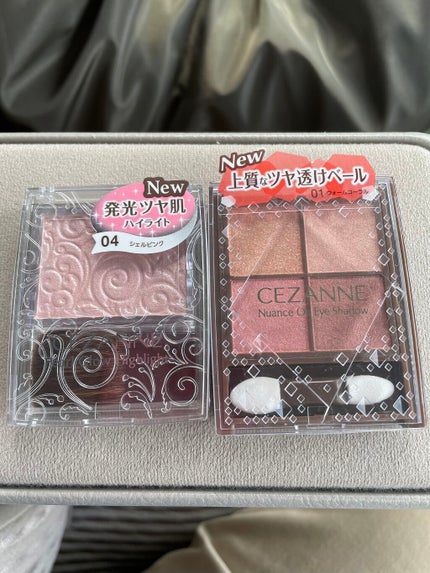 New
発光ツヤ肌
ハイライト
04 シェルピンク
New
上質なツヤ透けベール
01 ウォームコーラル
CEZANNE
Nuance On Eye Shadow